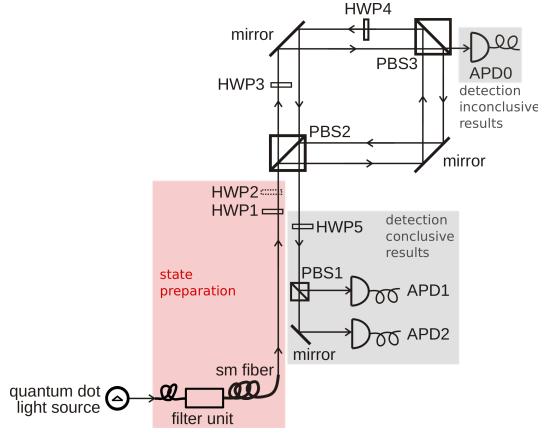 HWP4
mirror
PBS3
APD0
detection
inconclusive
results
HWP3
PBS2
mirror
HWP2
HWP1
HWP5
detection
conclusive
results
state
preparation
PBS1
APD1
APD2
mirror
sm fiber
quantum dot
light source
filter unit